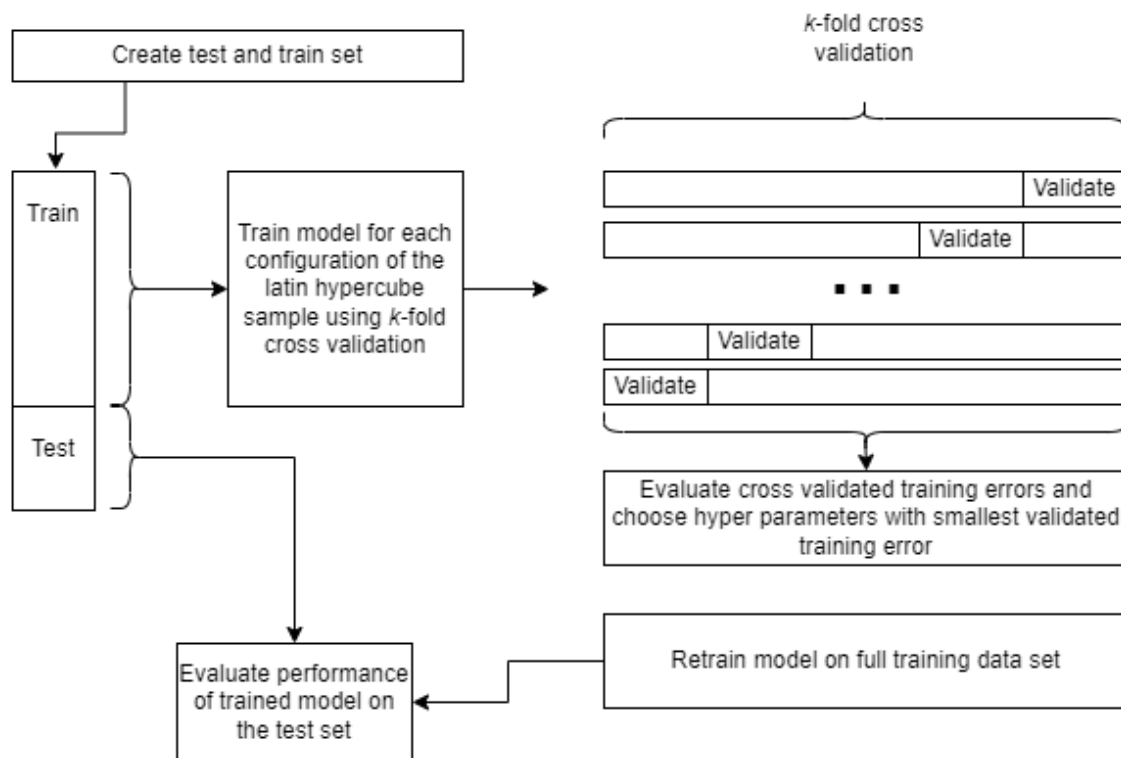 Create test and train set
k-fold cross
validation
Train
Train model for each
configuration of the
latin hypercube
sample using k-fold
cross validation
Validate
Validate
Validate
Validate
Test
Evaluate cross validated training errors and
choose hyper parameters with smallest validated
training error
Retrain model on full training data set
Evaluate performance
of trained model on
the test set